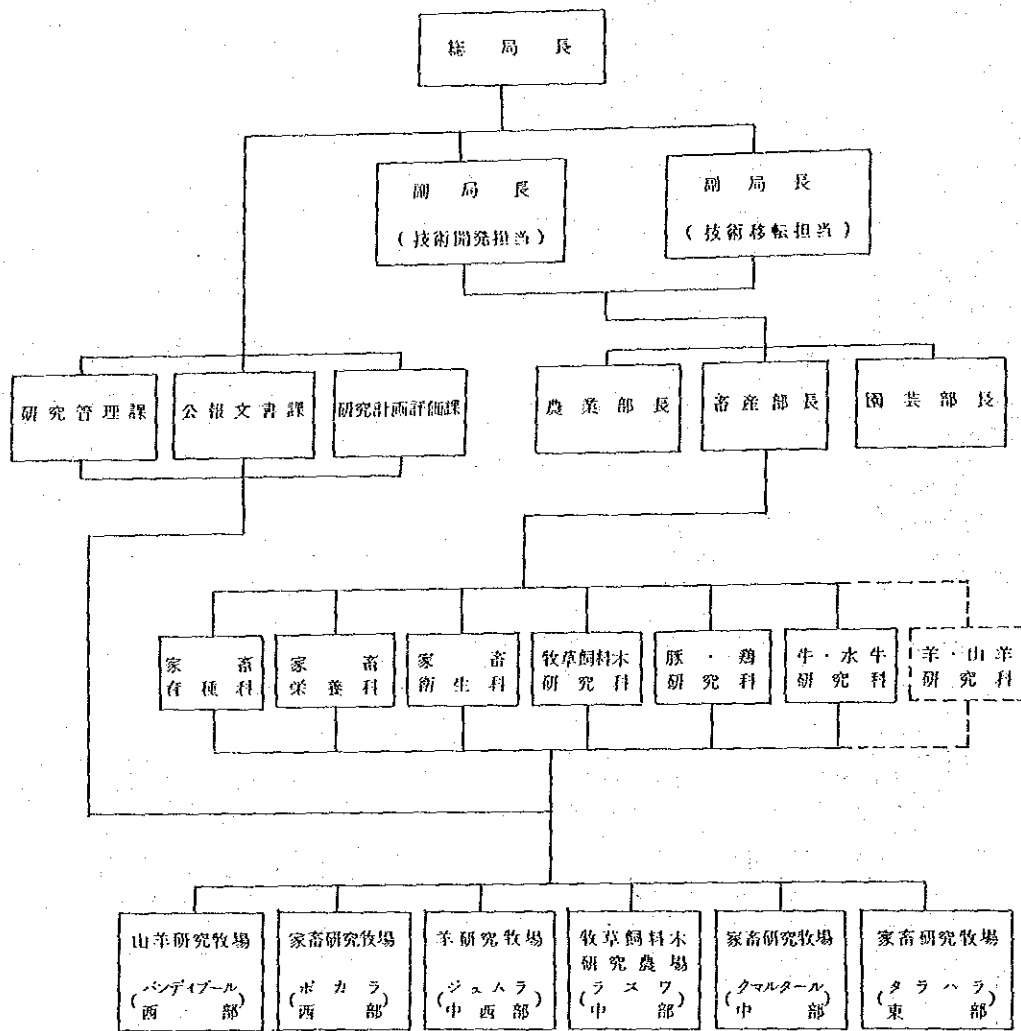 総局長
副局長
(技術開発担当)
副局長
(技術移転担当)
研究管理課
公報文書課
研究計画評価課
農業部長
畜産部長
園芸部長
家畜
育種科
家畜
栄養科
家畜
衛生科
牧草飼料木
研究科
豚・鶏
研究科
牛・水牛
研究科
羊・山羊
研究科
山羊研究牧場
(バンディプール
西部)
家畜研究牧場
(ポカラ
西部)
羊研究牧場
(ジュムラ
中西部)
牧草飼料木
研究農場
(ラスワ
中部)
家畜研究牧場
(クマルタール
中部)
家畜研究牧場
(タラハラ
東部)